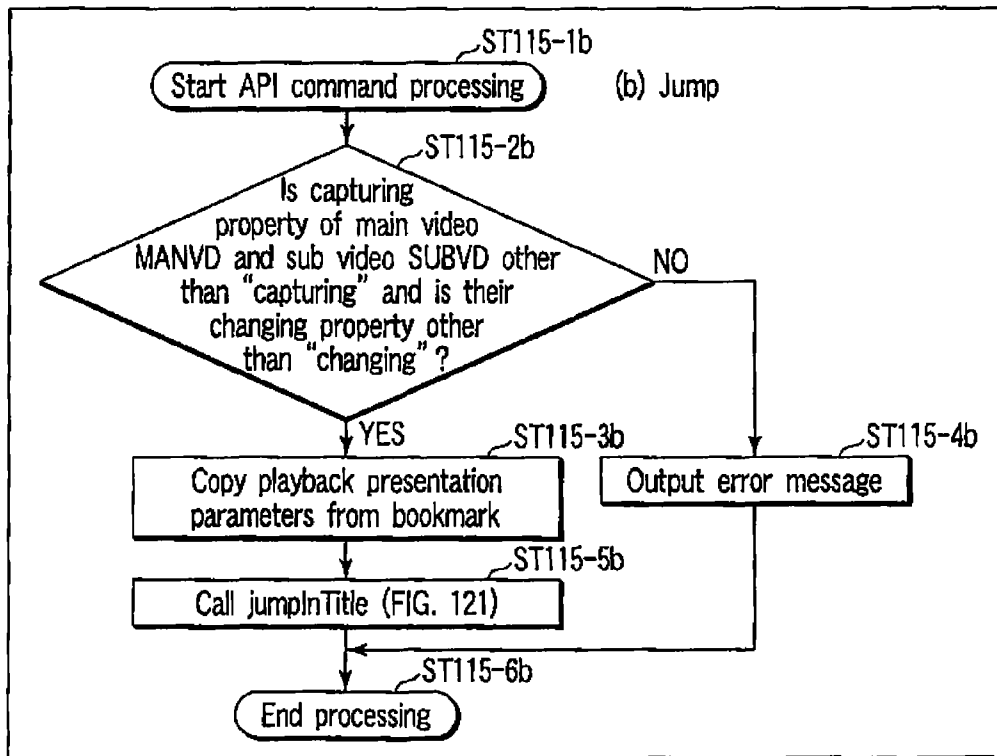 ST115-1b
Start API command processing
(b) Jump
ST115-2b
Is capturing
property of main video
MANVD and sub video SUBVD other
than “capturing” and is their
changing property other
than “changing”?
NO
YES
ST115-3b
Copy playback presentation
parameters from bookmark
ST115-4b
Output error message
ST115-5b
Call jumpInTitle (FIG. 121)
ST115-6b
End processing